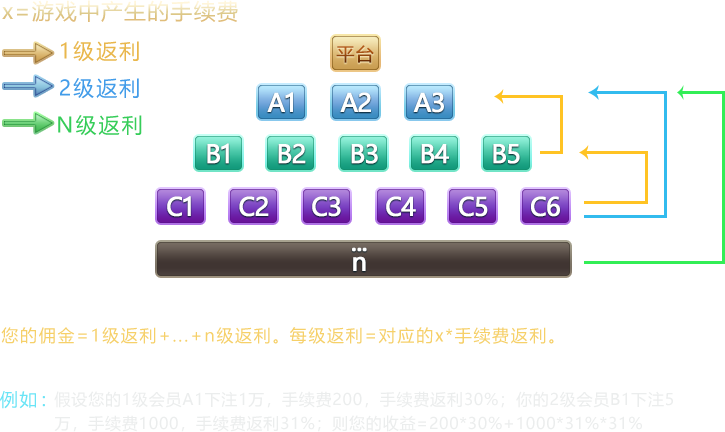 x=游戏中产生的手续费
1级返利
2级返利
N级返利
平台
A1 A2 A3
B1 B2 B3 B4 B5
C1 C2 C3 C4 C5 C6
...
n
您的佣金=1级返利+...+n级返利。每级返利=对应的x*手续费返利。
例如：假设您的1级会员A1下注1万，手续费200，手续费返利30%；你的2级会员B1下注5
万，手续费1000，手续费返利31%；则您的收益=200*30%+1000*31%*31%